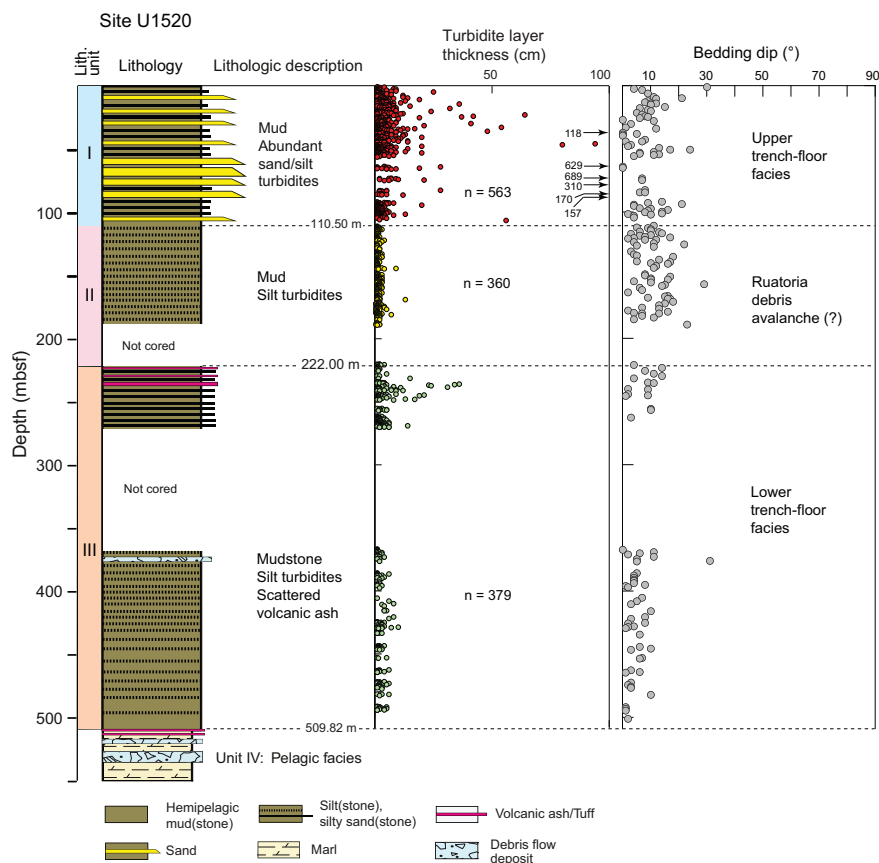 Site U1520
Lith. unit
Lithology
Lithologic description
Turbidite layer
thickness (cm)
50
100
Bedding dip (°)
10
30
50
70
90
Depth (mbsf)
100
200
300
400
500
I
II
III
Mud
Abundant
sand/silt
turbidites
n = 563
118
629
689
310
170
157
Upper
trench-floor
facies
110.50 m
Mud
Silt turbidites
n = 360
Ruatoria
debris
avalanche (?)
Not cored
222.00 m
Not cored
Lower
trench-floor
facies
Mudstone
Silt turbidites
Scattered
volcanic ash
n = 379
509.82 m
Unit IV: Pelagic facies
Hemipelagic
mud(stone)
Silt(stone),
silty sand(stone)
Volcanic ash/Tuff
Sand
Marl
Debris flow
deposit